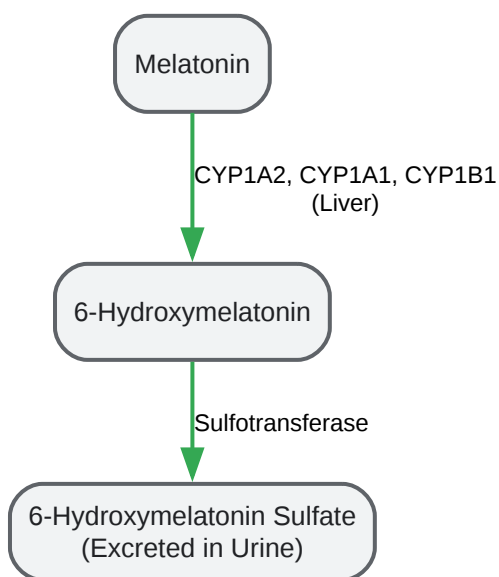 Melatonin
CYP1A2, CYP1A1, CYP1B1
(Liver)
6-Hydroxymelatonin
Sulfotransferase
6-Hydroxymelatonin Sulfate
(Excreted in Urine)